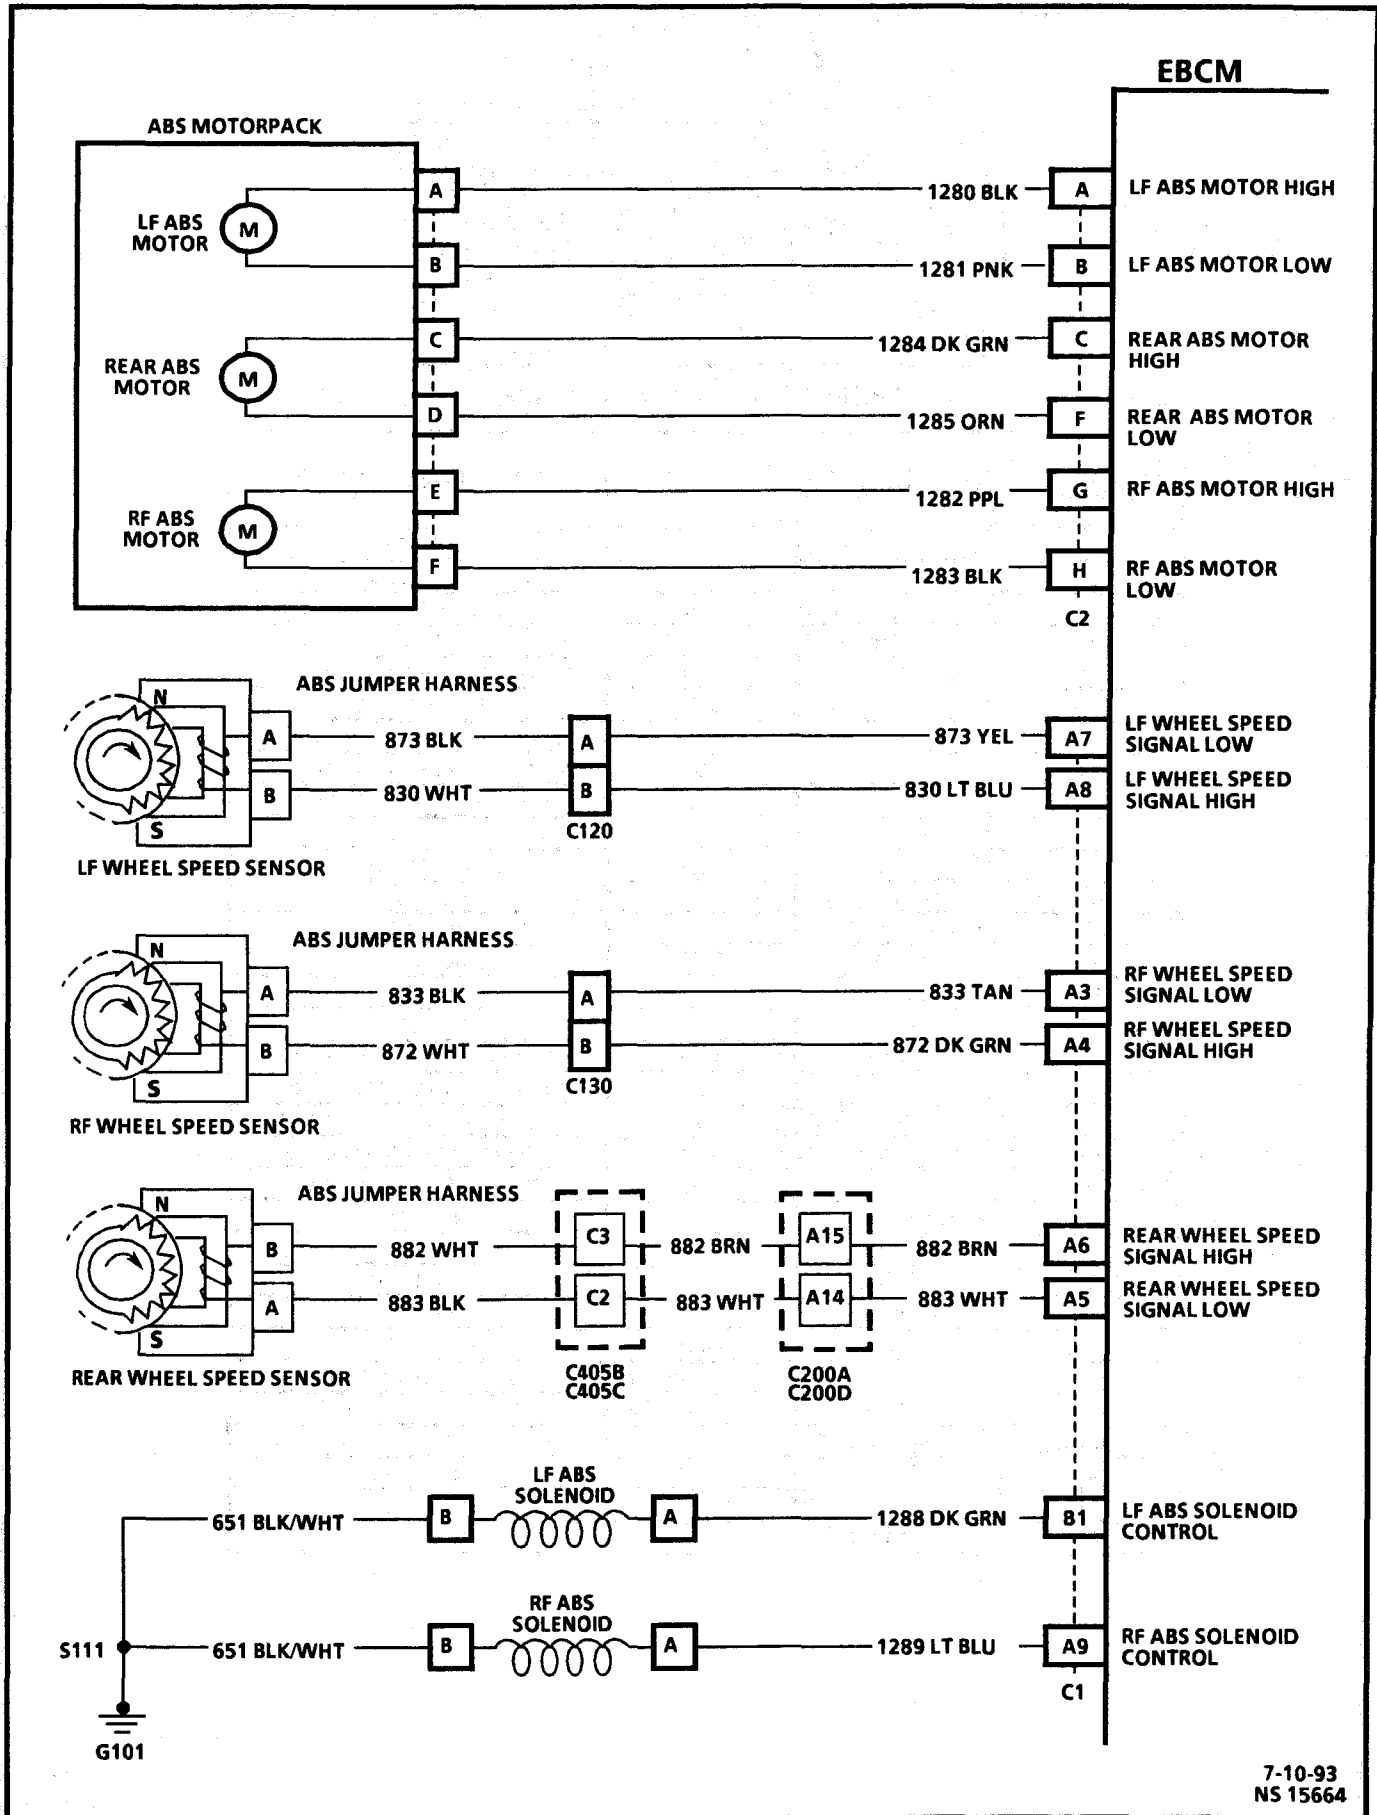 EBCM
ABS MOTORPACK
A
1280 BLK
A
LF ABS MOTOR HIGH
LF ABS
MOTOR
M
B
1281 PNK
B
LF ABS MOTOR LOW
C
1284 DK GRN
C
REAR ABS MOTOR
HIGH
REAR ABS
MOTOR
M
D
1285 ORN
F
REAR ABS MOTOR
LOW
E
1282 PPL
G
RF ABS MOTOR HIGH
RF ABS
MOTOR
M
F
1283 BLK
H
RF ABS MOTOR
LOW
C2
ABS JUMPER HARNESS
N
A
873 BLK
A
873 YEL
A7
LF WHEEL SPEED
SIGNAL LOW
B
830 WHT
B
830 LT BLU
A8
LF WHEEL SPEED
SIGNAL HIGH
S
C120
LF WHEEL SPEED SENSOR
ABS JUMPER HARNESS
N
A
833 BLK
A
833 TAN
A3
RF WHEEL SPEED
SIGNAL LOW
B
872 WHT
B
872 DK GRN
A4
RF WHEEL SPEED
SIGNAL HIGH
S
C130
RF WHEEL SPEED SENSOR
ABS JUMPER HARNESS
N
B
882 WHT
C3
882 BRN
A15
882 BRN
A6
REAR WHEEL SPEED
SIGNAL HIGH
A
883 BLK
C2
883 WHT
A14
883 WHT
A5
REAR WHEEL SPEED
SIGNAL LOW
S
REAR WHEEL SPEED SENSOR
C405B
C405C
C200A
C200D
LF ABS
SOLENOID
651 BLK/WHT
B
A
1288 DK GRN
B1
LF ABS SOLENOID
CONTROL
RF ABS
SOLENOID
S111
651 BLK/WHT
B
A
1289 LT BLU
A9
RF ABS SOLENOID
CONTROL
C1
G101
7-10-93
NS 15664